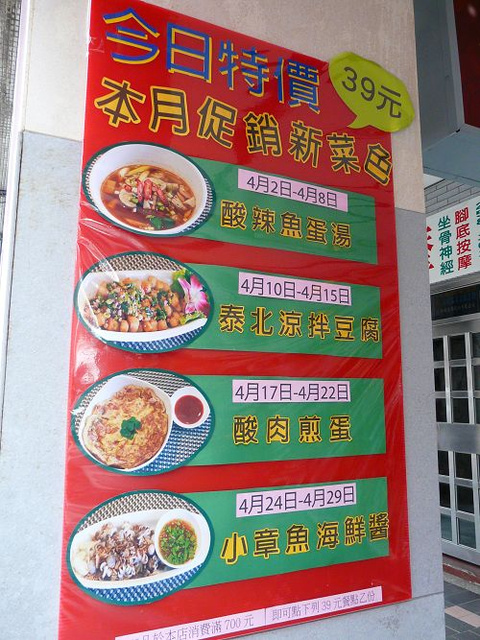 今日特價
39元
本月促銷新菜色
4月2日-4月8日
酸辣魚蛋湯
4月10日-4月15日
泰北涼拌豆腐
4月17日-4月22日
酸肉煎蛋
4月24日-4月29日
小章魚海鮮醬
凡於本店消費滿 700 元
即可點下列 39 元餐點乙份
腳底按摩
坐骨神經